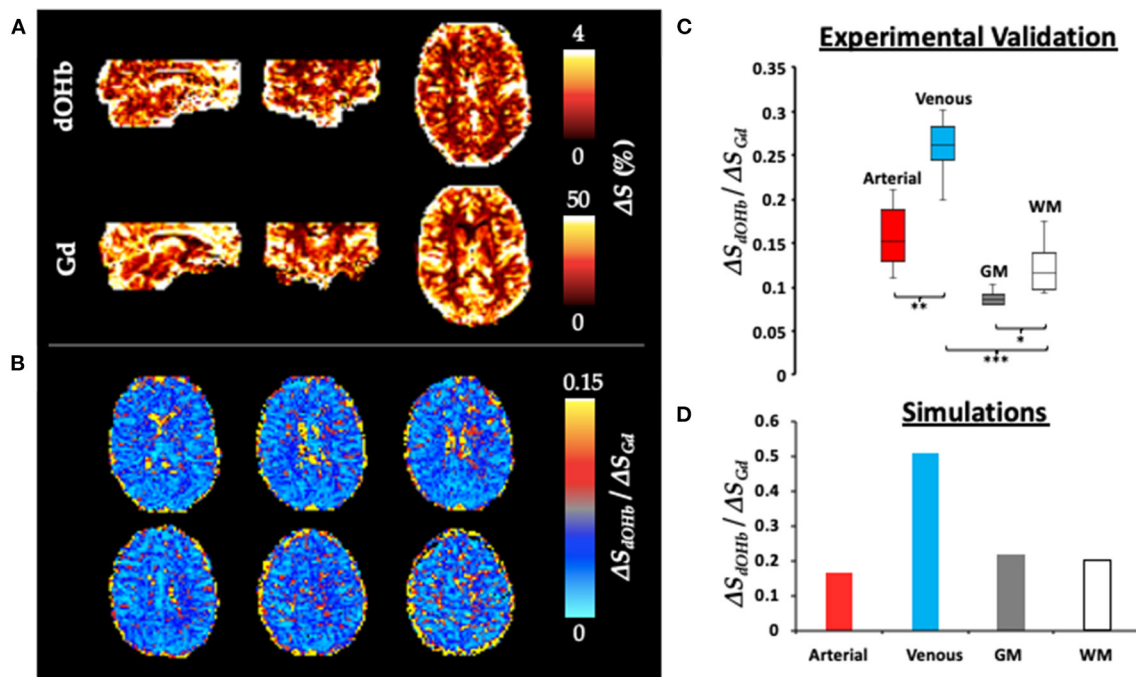 A
dOHb
4
0
Gd
50
0
ΔS (%)
B
0.15
0
ΔS_dOHb / ΔS_Gd
C
Experimental Validation
0.35
0.3
0.25
0.2
0.15
0.1
0.05
0
ΔS_dOHb / ΔS_Gd
Arterial
Venous
GM
WM
**
*
***
D
Simulations
0.6
0.5
0.4
0.3
0.2
0.1
0
ΔS_dOHb / ΔS_Gd
Arterial Venous GM WM